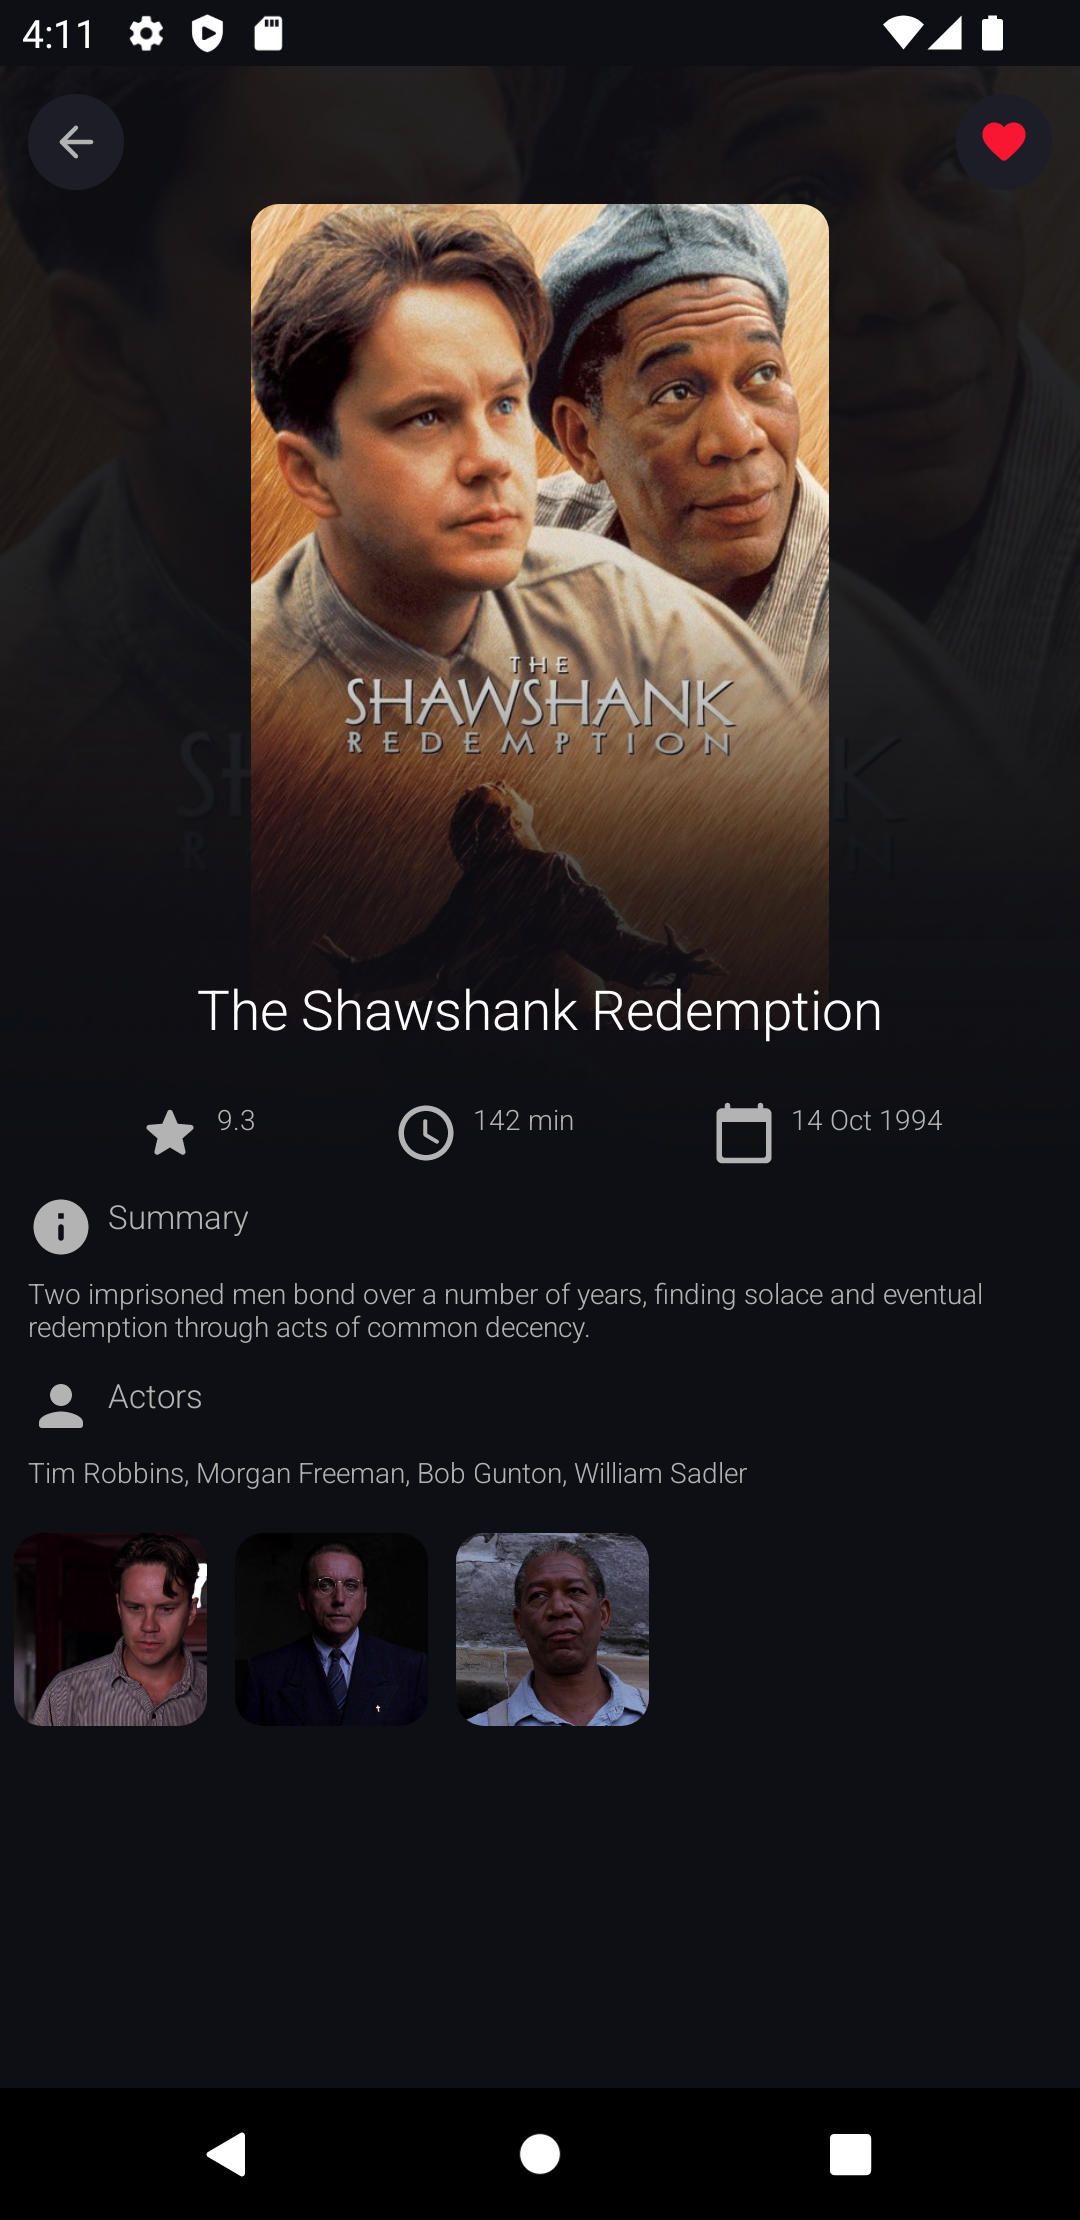 4:11
THE
SHAWSHANK
REDEMPTION
The Shawshank Redemption
9.3
142 min
14 Oct 1994
Summary
Two imprisoned men bond over a number of years, finding solace and eventual
redemption through acts of common decency.
Actors
Tim Robbins, Morgan Freeman, Bob Gunton, William Sadler